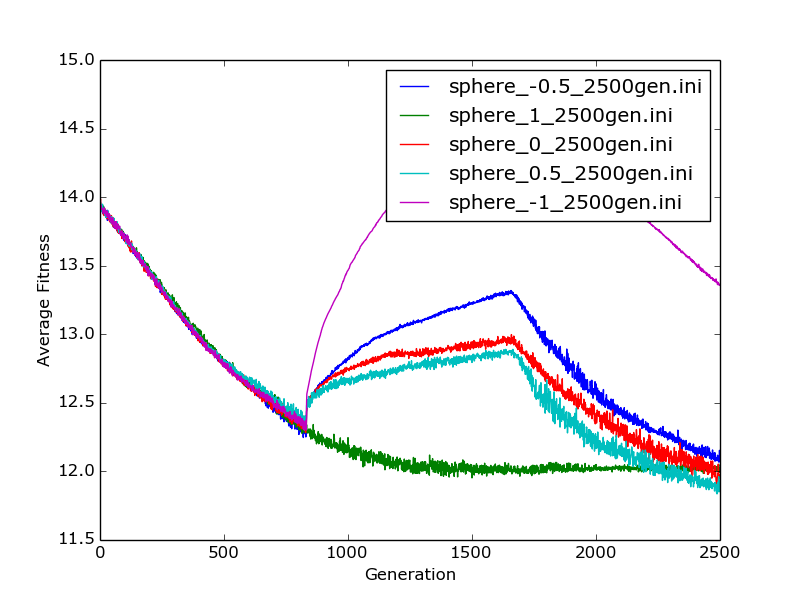 15.0
14.5
14.0
13.5
13.0
12.5
12.0
11.5
Average Fitness
sphere_-0.5_2500gen.ini
sphere_1_2500gen.ini
sphere_0_2500gen.ini
sphere_0.5_2500gen.ini
sphere_-1_2500gen.ini
0 500 1000 1500 2000 2500
Generation